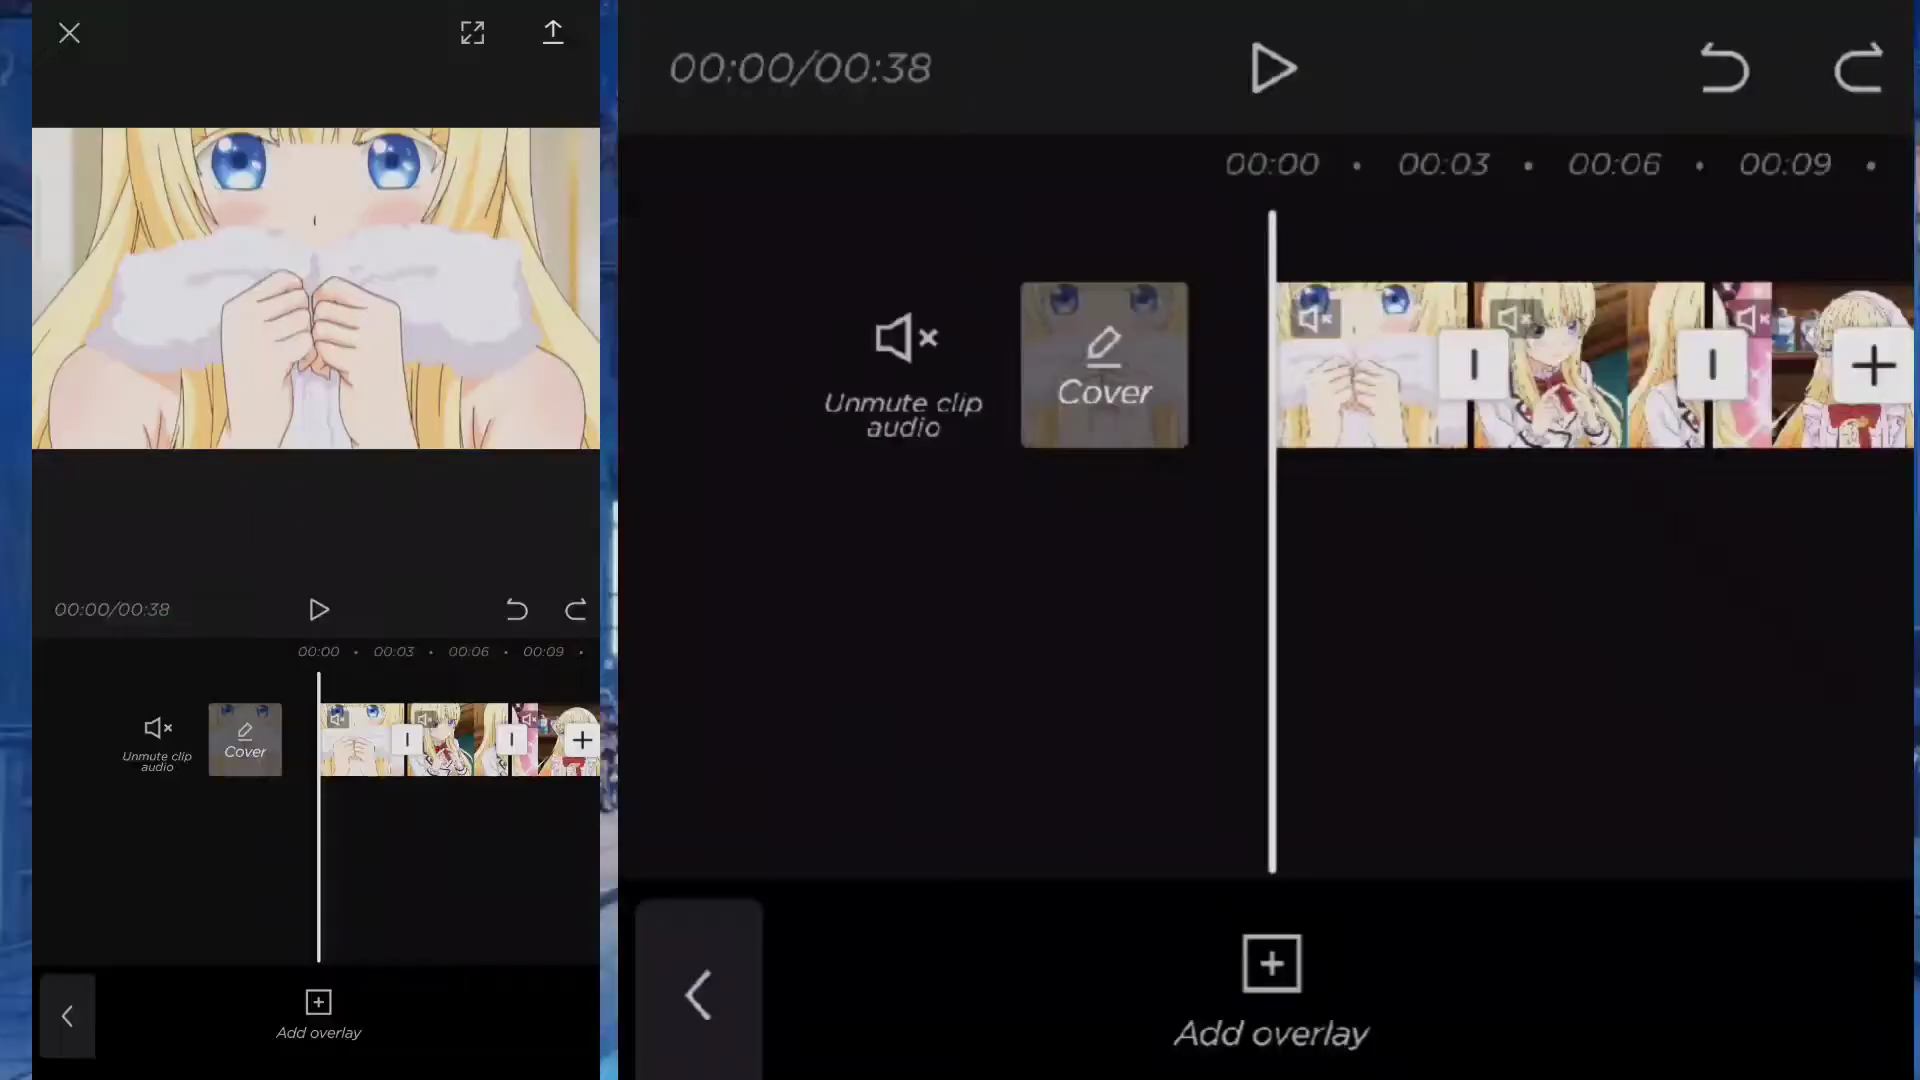 00:00/00:38
00:00 • 00:03 • 00:06 • 00:09 •
Unmute clip
audio
Cover
Add overlay
00:00/00:38
00:00 • 00:03 • 00:06 • 00:09 •
Unmute clip
audio
Cover
Add overlay